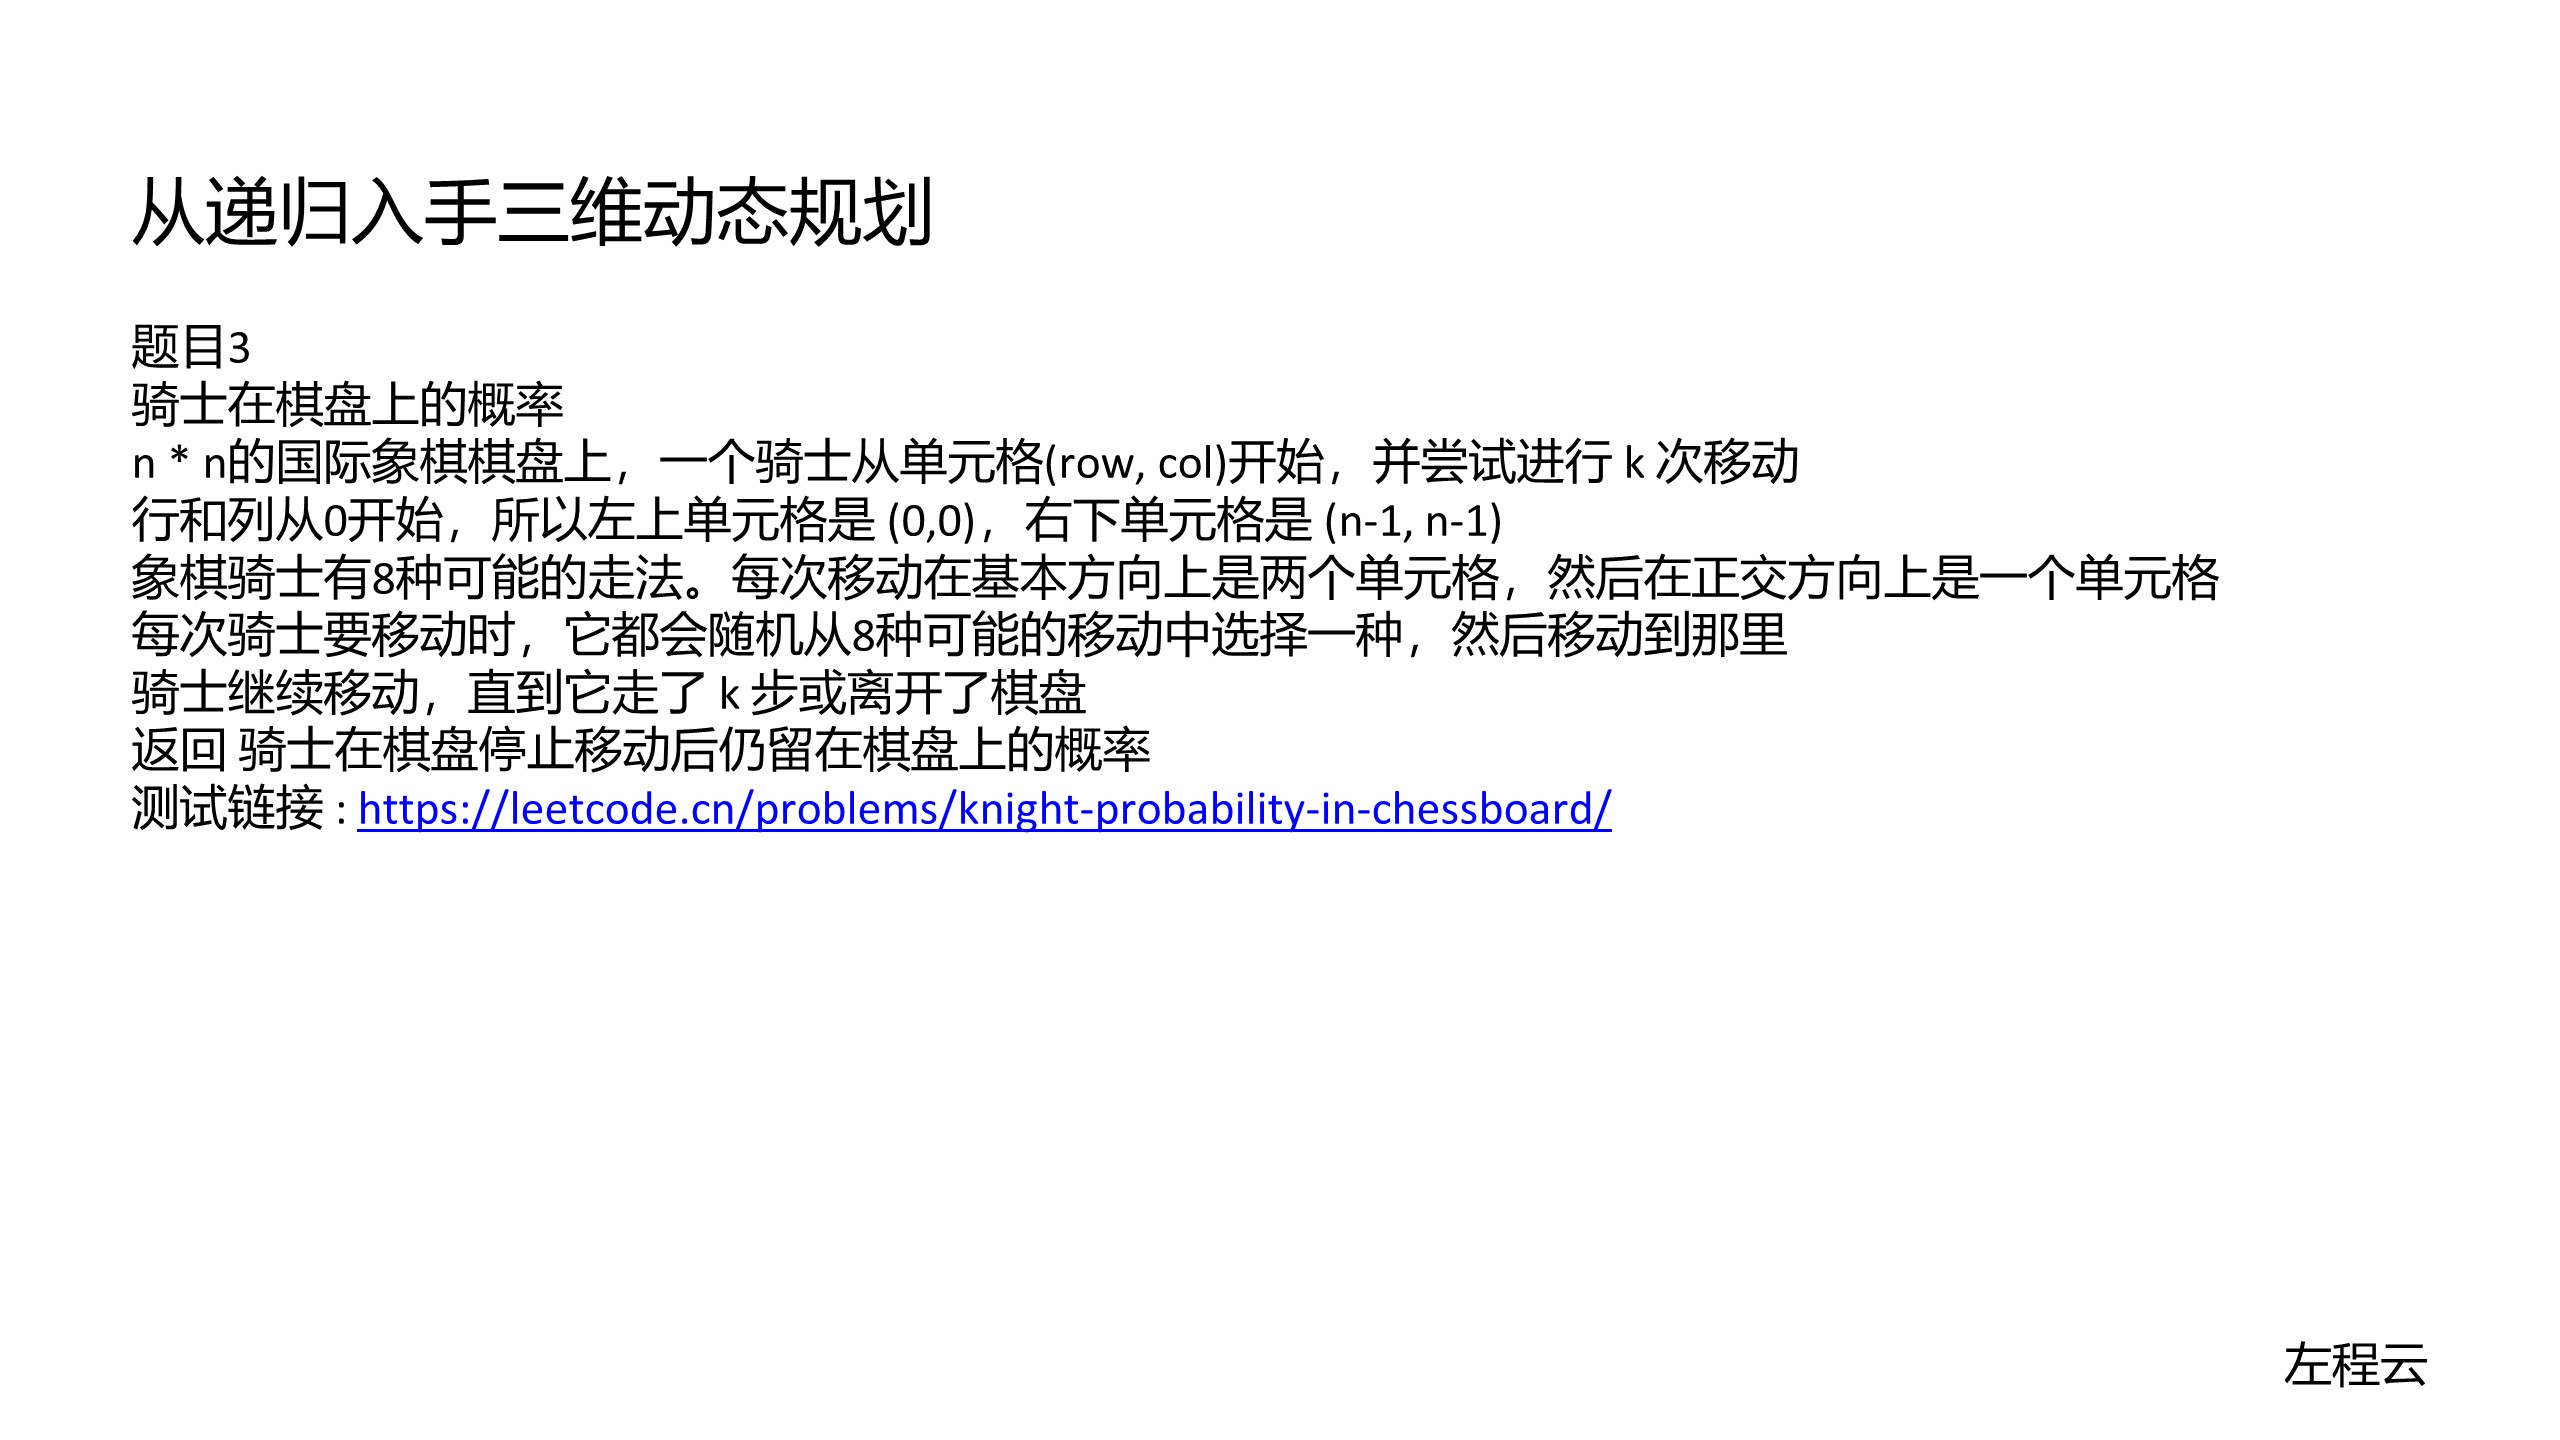 从递归入手三维动态规划
题目3
骑士在棋盘上的概率
n * n的国际象棋棋盘上，一个骑士从单元格(row, col)开始，并尝试进行 k 次移动
行和列从0开始，所以左上单元格是 (0,0)，右下单元格是 (n-1, n-1)
象棋骑士有8种可能的走法。每次移动在基本方向上是两个单元格，然后在正交方向上是一个单元格
每次骑士要移动时，它都会随机从8种可能的移动中选择一种，然后移动到那里
骑士继续移动，直到它走了 k 步或离开了棋盘
返回 骑士在棋盘停止移动后仍留在棋盘上的概率
测试链接 : https://leetcode.cn/problems/knight-probability-in-chessboard/
左程云